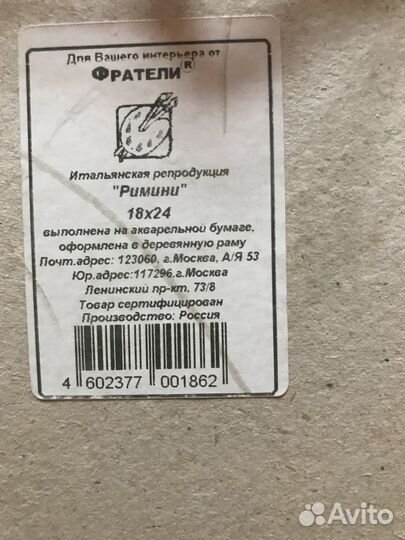 Для Вашего интерьера от
ФРАТЕЛИ®
Итальянская репродукция
"Римини"
18х24
выполнена на акварельной бумаге,
оформлена в деревянную раму
Почт.адрес: 123060, г.Москва, А/Я 53
Юр.адрес:117296.г.Москва
Ленинский пр-кт, 73/8
Товар сертифицирован
Производство: Россия
4 602377 001862
Avito